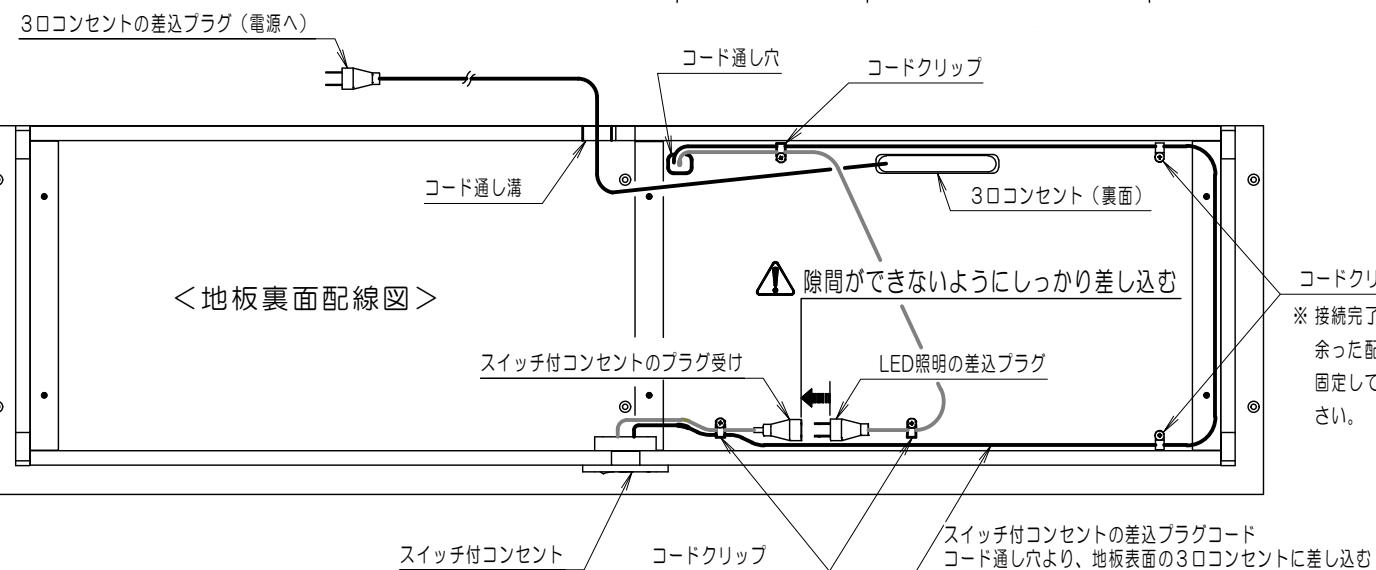 3口コンセントの差込プラグ(電源へ)
コード通し穴
コードクリップ
コード通し溝
3口コンセント(裏面)
<地板裏面配線図>
隙間ができないようにしっかり差し込む
コードクリ
※ 接続完了
余った配
固定して
さい。
スイッチ付コンセントのプラグ受け
LED照明の差込プラグ
スイッチ付コンセント
コードクリップ
スイッチ付コンセントの差込プラグコード
コード通し穴より、地板表面の3口コンセントに差し込む